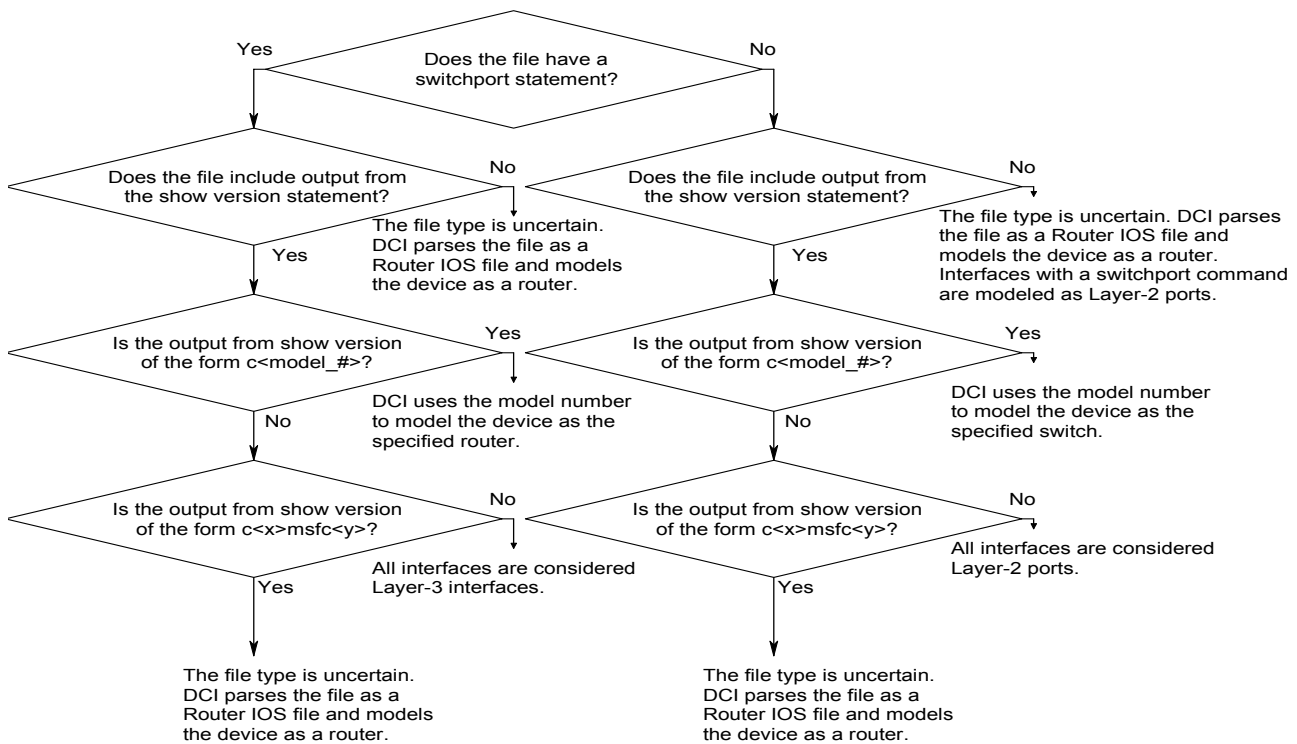 Yes
No
Does the file have a
switchport statement?
Does the file include output from
the show version statement?
No
Does the file include output from
the show version statement?
No
The file type is uncertain.
DCI parses the file as a
Router IOS file and models
the device as a router.
The file type is uncertain. DCI parses
the file as a Router IOS file and
models the device as a router.
Interfaces with a switchport command
are modeled as Layer-2 ports.
Yes
Yes
Is the output from show version
of the form c<model_#>?
Yes
Is the output from show version
of the form c<model_#>?
Yes
DCI uses the model number
to model the device as the
specified router.
DCI uses the model number
to model the device as the
specified switch.
No
No
Is the output from show version
of the form c<x>msfc<y>?
No
Is the output from show version
of the form c<x>msfc<y>?
No
All interfaces are considered
Layer-3 interfaces.
All interfaces are considered
Layer-2 ports.
Yes
Yes
The file type is uncertain.
DCI parses the file as a
Router IOS file and models
the device as a router.
The file type is uncertain.
DCI parses the file as a
Router IOS file and models
the device as a router.